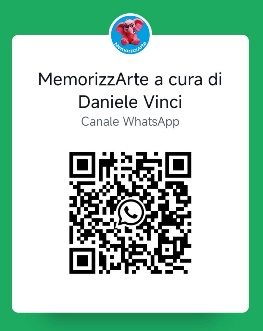 MemorizzArte a cura di
Daniele Vinci
Canale WhatsApp